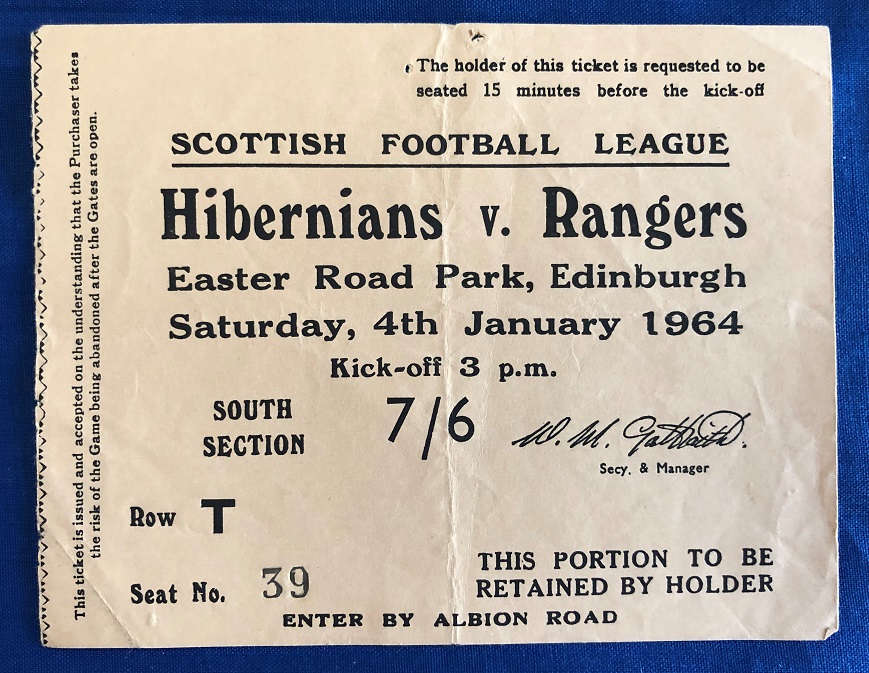 The holder of this ticket is requested to be
seated 15 minutes before the kick-off
SCOTTISH FOOTBALL LEAGUE
Hibernians v. Rangers
Easter Road Park, Edinburgh
Saturday, 4th January 1964
Kick-off 3 p.m.
SOUTH
SECTION
7/6
W. M. Galbraith.
Secy. & Manager
Row T
Seat No. 39
THIS PORTION TO BE
RETAINED BY HOLDER
ENTER BY ALBION ROAD
This ticket is issued and accepted on the understanding that the Purchaser takes
the risk of the Game being abandoned after the Gates are open.